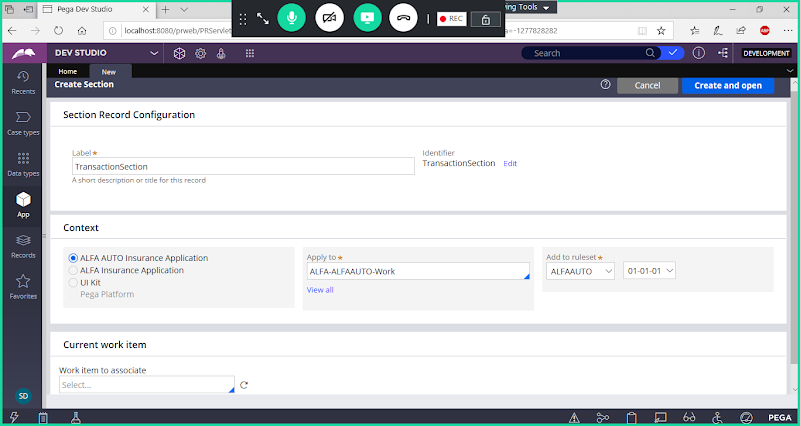 Pega Dev Studio
ing Tools
localhost:8080/prweb/PRServlet
a=-1277828282
REC
ABP
DEV STUDIO
Search
DEVELOPMENT
Home
New
Create Section
Cancel
Create and open
Recents
Case types
Data types
App
Records
Favorites
SD
Section Record Configuration
Label★
Identifier
TransactionSection
TransactionSection Edit
A short description or title for this record
Context
ALFA AUTO Insurance Application
ALFA Insurance Application
UI Kit
Pega Platform
Apply to ★
ALFA-ALFAAUTO-Work
View all
Add to ruleset★
ALFAAUTO
01-01-01
Current work item
Work item to associate
Select...
PEGA